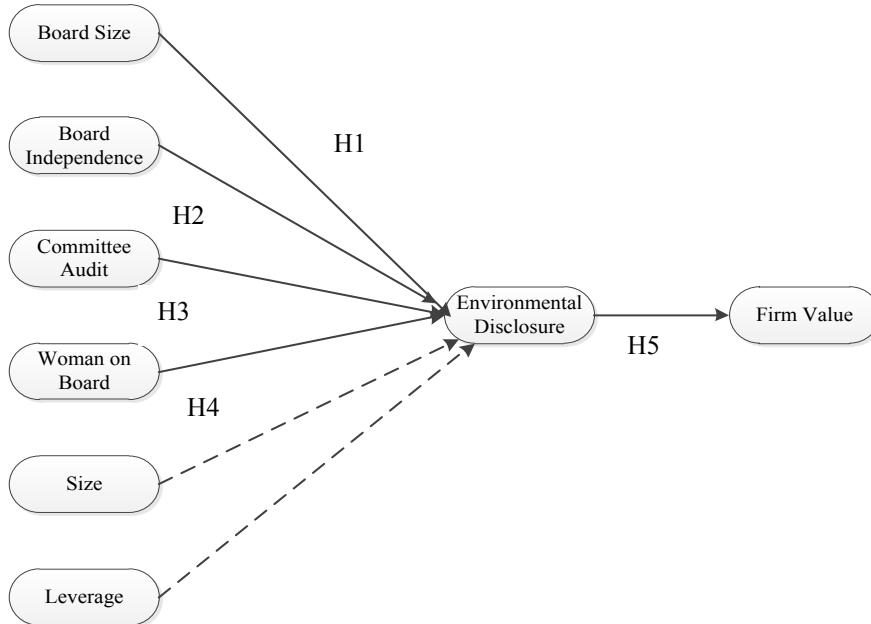 Board Size
H1
Board
Independence
H2
Committee
Audit
H3
Environmental
Disclosure
Firm Value
H5
Woman on
Board
H4
Size
Leverage